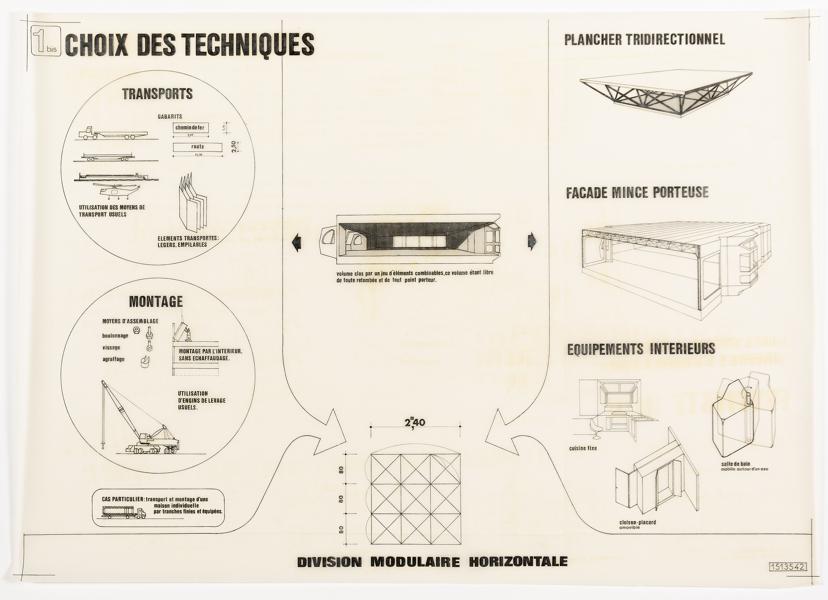 1 bis CHOIX DES TECHNIQUES
TRANSPORTS
GABARITS
chemin de fer
route
2,50
UTILISATION DES MOYENS DE
TRANSPORT USUELS
ELEMENTS TRANSPORTES:
LEGERS, EMPILABLES
MONTAGE
MOYENS D'ASSEMBLAGE
boulonnage
vissage
agraffage
MONTAGE PAR L'INTERIEUR,
SANS ECHAFFAUDAGE.
UTILISATION
D'ENGINS DE LEVAGE
USUELS.
CAS PARTICULIER: transport et montage d'une
maison individuelle
par tranches finies et équipées.
volume clos par un jeu d'éléments combinables, ce volume étant libre
de toute retombée et de tout point porteur.
2,40
80
80
80
DIVISION MODULAIRE HORIZONTALE
PLANCHER TRIDIRECTIONNEL
FACADE MINCE PORTEUSE
EQUIPEMENTS INTERIEURS
cuisine fixe
salle de bain
mobile autour d'un eau
cloison-placard
amovible
1513542